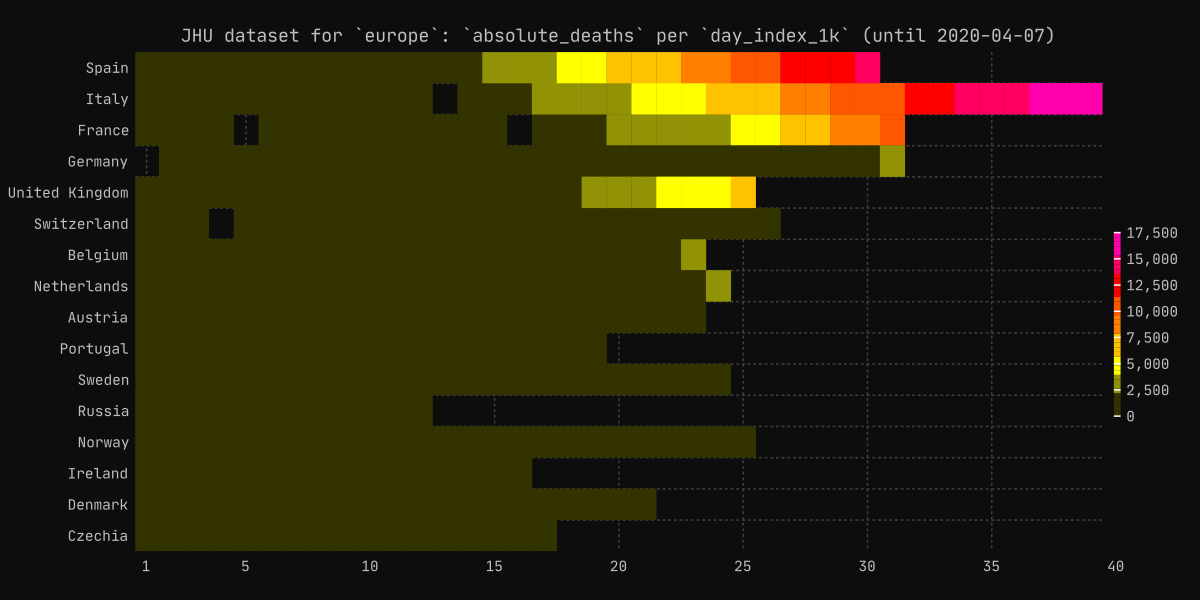 JHU dataset for `europe`: `absolute_deaths` per `day_index_1k` (until 2020-04-07)
Spain
Italy
France
Germany
United Kingdom
Switzerland
Belgium
Netherlands
Austria
Portugal
Sweden
Russia
Norway
Ireland
Denmark
Czechia
1 5 10 15 20 25 30 35 40
17,500
15,000
12,500
10,000
7,500
5,000
2,500
0